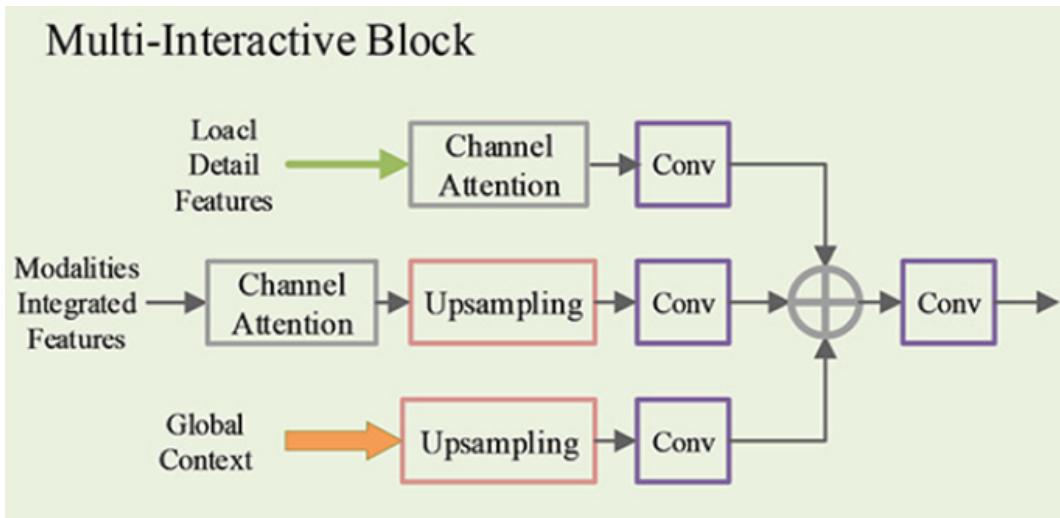 Multi-Interactive Block
Loacl
Detail
Features
Channel
Attention
Conv
Modalities
Integrated
Features
Channel
Attention
Upsampling
Conv
Conv
Global
Context
Upsampling
Conv